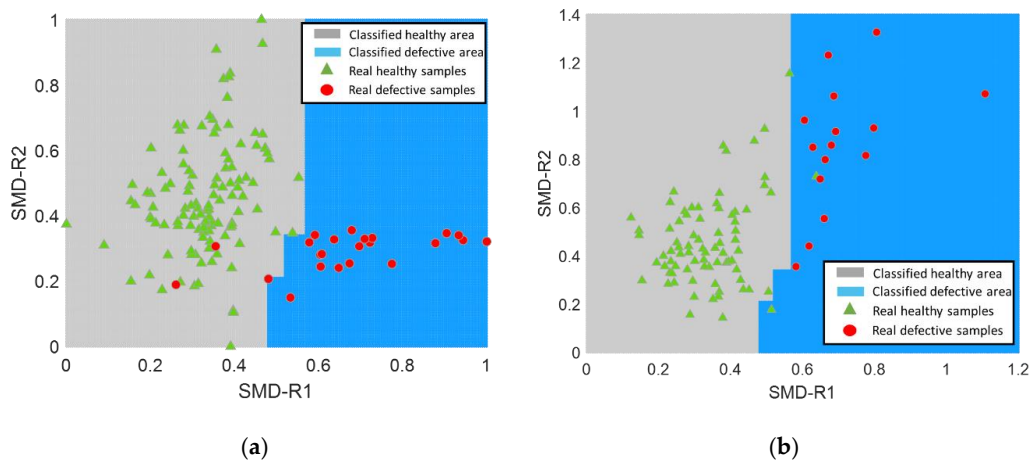 1
0.8
0.6
0.4
0.2
0
SMD-R2
Classified healthy area
Classified defective area
Real healthy samples
Real defective samples
0 0.2 0.4 0.6 0.8 1
SMD-R1
(a)
1.4
1.2
1
0.8
0.6
0.4
0.2
0
SMD-R2
Classified healthy area
Classified defective area
Real healthy samples
Real defective samples
0 0.2 0.4 0.6 0.8 1 1.2
SMD-R1
(b)